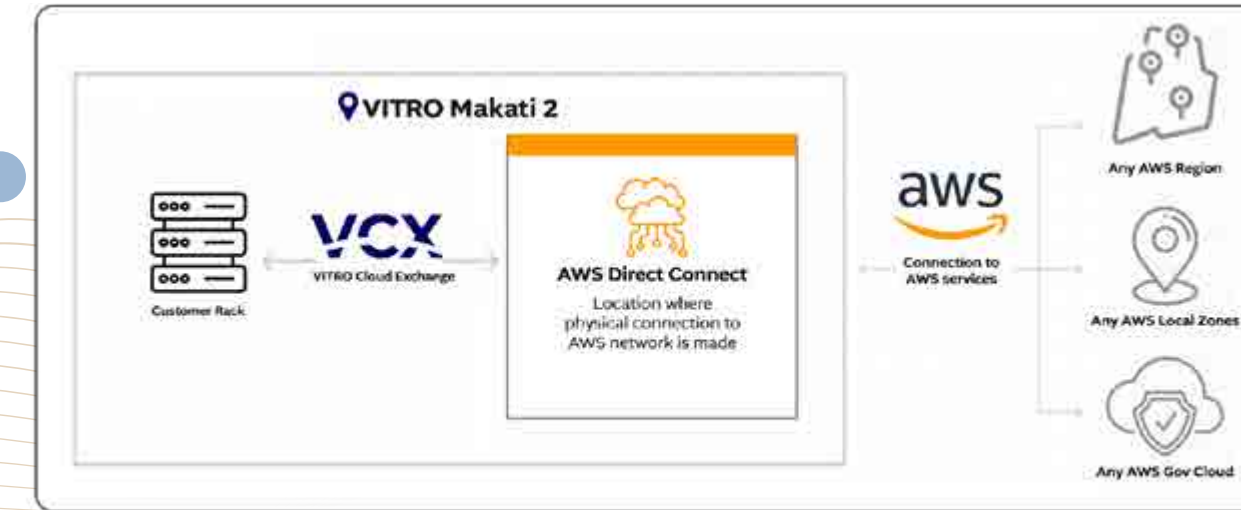 VITRO Makati 2
Customer Rack
VCX
VITRO Cloud Exchange
AWS Direct Connect
Location where
physical connection to
AWS network is made
aws
Connection to
AWS services
Any AWS Region
Any AWS Local Zones
Any AWS Gov Cloud